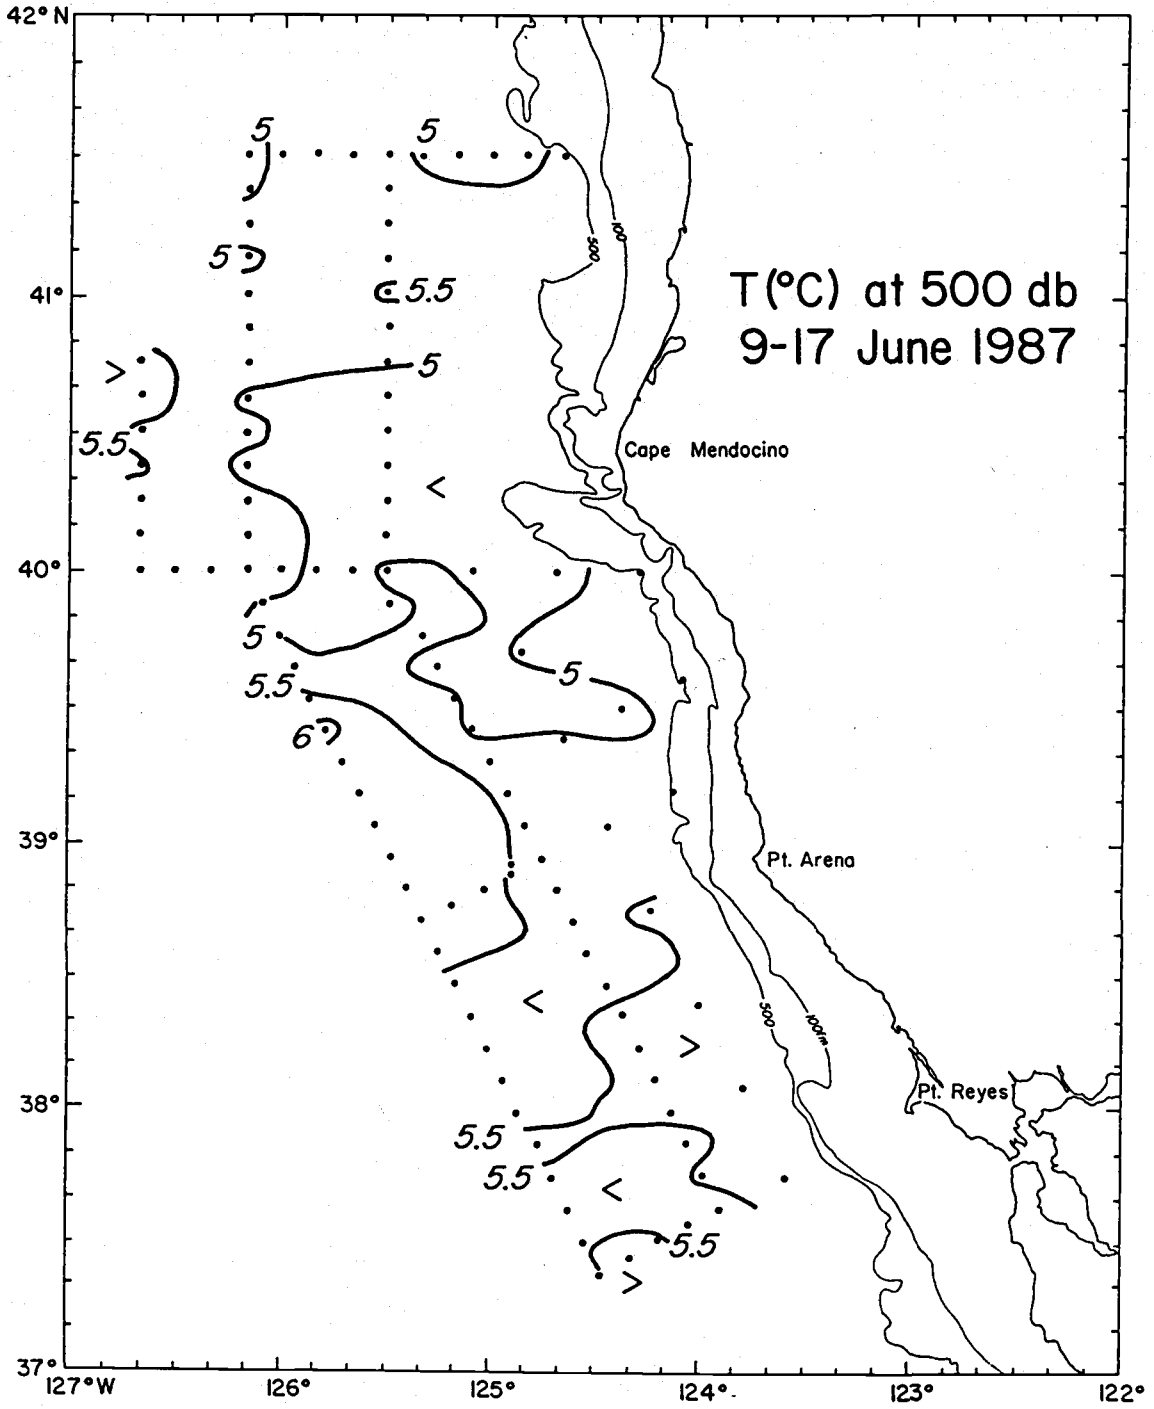 42° N
5 5
500 100
5
41°
5.5
T (°C) at 500 db
9-17 June 1987
> 5
5.5
Cape Mendocino
<
40°
5
5
5.5
6
39°
Pt. Arena
<
500 100fm
>
38°
Pt. Reyes
5.5
5.5
<
5.5
>
37°
127°W 126° 125° 124° 123° 122°